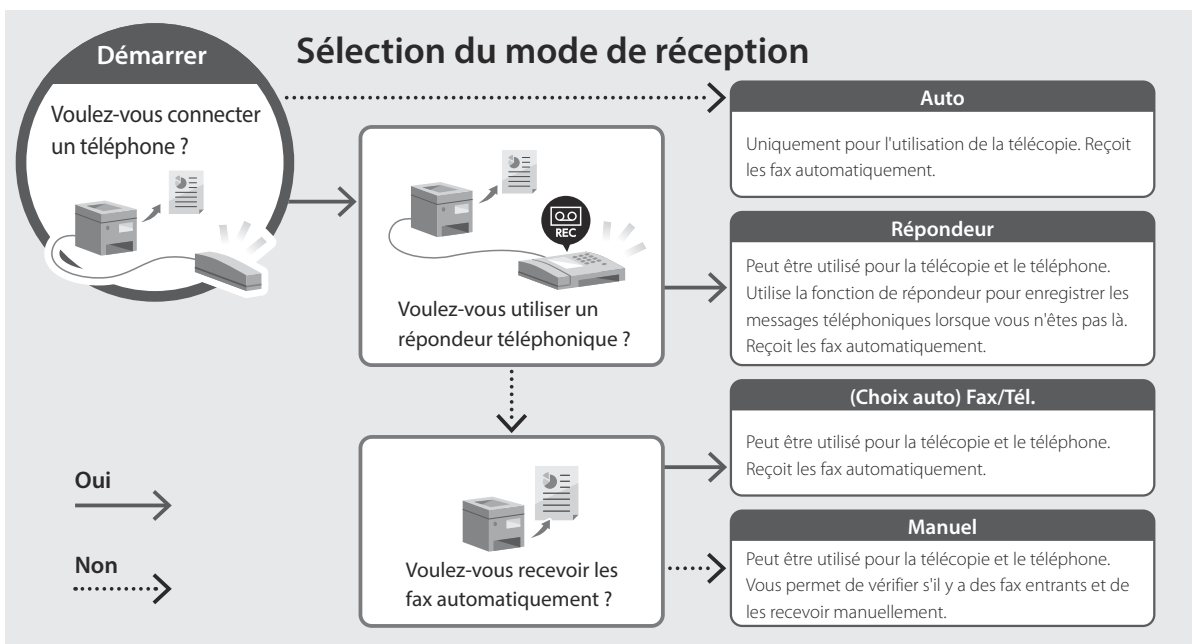 Démarrer
Sélection du mode de réception
Voulez-vous connecter
un téléphone ?
Auto
Uniquement pour l'utilisation de la télécopie. Reçoit
les fax automatiquement.
REC
Voulez-vous utiliser un
répondeur téléphonique ?
Répondeur
Peut être utilisé pour la télécopie et le téléphone.
Utilise la fonction de répondeur pour enregistrer les
messages téléphoniques lorsque vous n'êtes pas là.
Reçoit les fax automatiquement.
(Choix auto) Fax/Tél.
Peut être utilisé pour la télécopie et le téléphone.
Reçoit les fax automatiquement.
Voulez-vous recevoir les
fax automatiquement ?
Manuel
Peut être utilisé pour la télécopie et le téléphone.
Vous permet de vérifier s'il y a des fax entrants et de
les recevoir manuellement.
Oui
Non